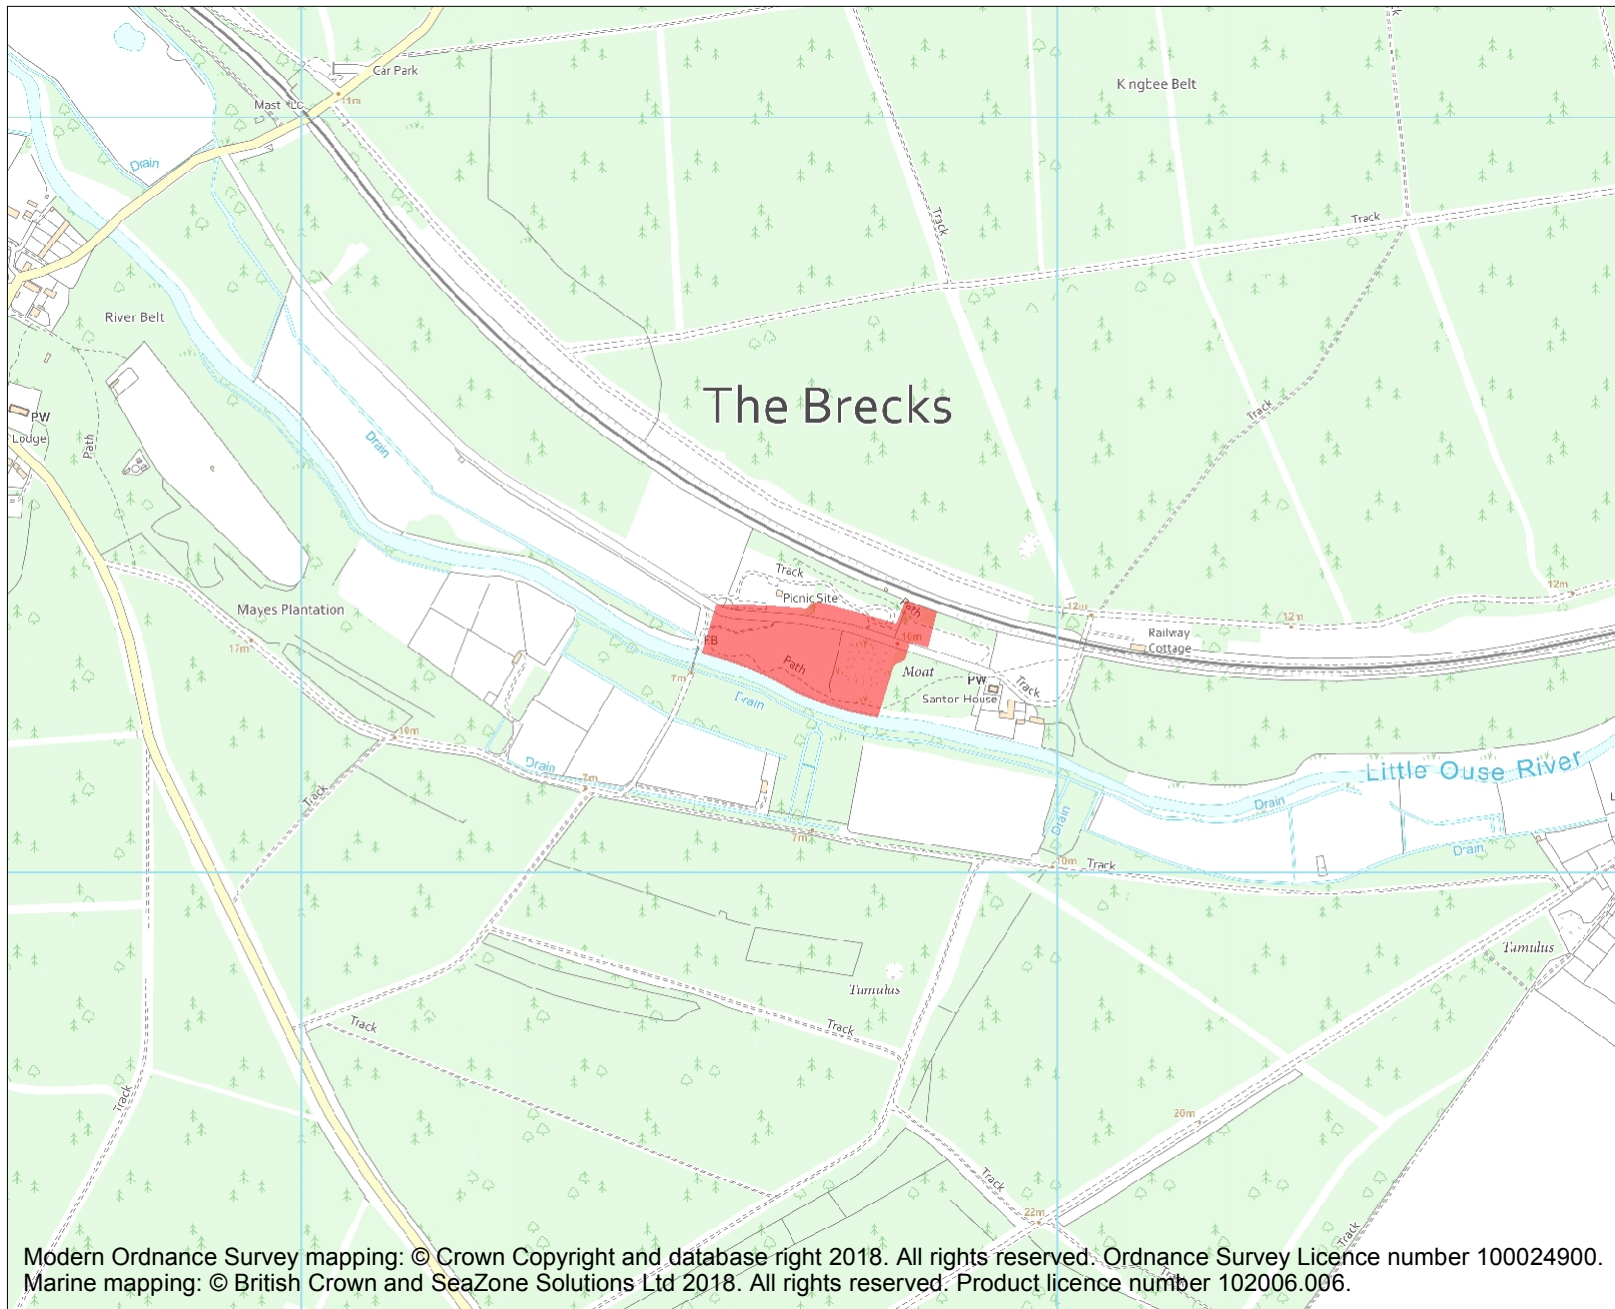 Car Park
Mast
LC
11m
Kingbee Belt
Drain
Track
Track
River Belt
The Brecks
PW
Lodge
Path
Drain
Track
Track
Picnic Site
Path
12m
12m
12m
Mayes Plantation
FB
10m
Railway
Cottage
17m
Path
Moat
7m
PW
Track
Santon House
Drain
10m
Drain
7m
Little Ouse River
Track
Drain
Drain
7m
Drain
10m
Track
Tumulus
Tumulus
Track
Track
Track
20m
Track
22m
Track
Track
Modern Ordnance Survey mapping: © Crown Copyright and database right 2018. All rights reserved. Ordnance Survey Licence number 100024900.
Marine mapping: © British Crown and SeaZone Solutions Ltd 2018. All rights reserved. Product licence number 102006.006.